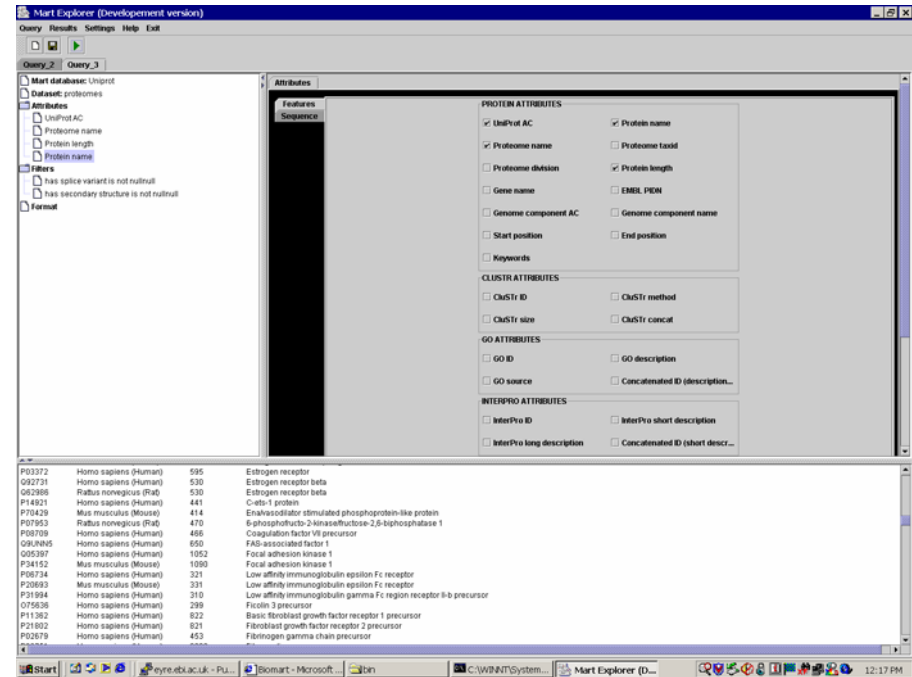 Mart Explorer (Developement version)
Query Results Settings Help Exit
Query_2 Query_3
Mart database: Uniprot
Dataset: proteomes
Attributes
UniProt AC
Proteome name
Protein length
Protein name
Filters
has splice variant is not nullnull
has secondary structure is not nullnull
Format
Attributes
Features
Sequence
PROTEIN ATTRIBUTES
UniProt AC Protein name
Proteome name Proteome taxid
Proteome division Protein length
Gene name EMBL PIDN
Genome component AC Genome component name
Start position End position
Keywords
CLUSTR ATTRIBUTES
CluSTr ID CluSTr method
CluSTr size CluSTr concat
GO ATTRIBUTES
GO ID GO description
GO source Concatenated ID (description...
INTERPRO ATTRIBUTES
InterPro ID InterPro short description
InterPro long description Concatenated ID (short descr...
P03372 Homo sapiens (Human) 595 Estrogen receptor
Q92731 Homo sapiens (Human) 530 Estrogen receptor beta
Q62986 Rattus norvegicus (Rat) 530 Estrogen receptor beta
P14921 Homo sapiens (Human) 441 C-ets-1 protein
P70429 Mus musculus (Mouse) 414 Ena/vasodilator stimulated phosphoprotein-like protein
P07953 Rattus norvegicus (Rat) 470 6-phosphofructo-2-kinase/fructose-2,6-biphosphatase 1
P08709 Homo sapiens (Human) 466 Coagulation factor VII precursor
Q9UNN5 Homo sapiens (Human) 650 FAS-associated factor 1
Q05397 Homo sapiens (Human) 1052 Focal adhesion kinase 1
P34152 Mus musculus (Mouse) 1090 Focal adhesion kinase 1
P06734 Homo sapiens (Human) 321 Low affinity immunoglobulin epsilon Fc receptor
P20693 Mus musculus (Mouse) 331 Low affinity immunoglobulin epsilon Fc receptor
P31994 Homo sapiens (Human) 310 Low affinity immunoglobulin gamma Fc region receptor II-b precursor
O75636 Homo sapiens (Human) 299 Ficolin 3 precursor
P11362 Homo sapiens (Human) 822 Basic fibroblast growth factor receptor 1 precursor
P21802 Homo sapiens (Human) 821 Fibroblast growth factor receptor 2 precursor
P02679 Homo sapiens (Human) 453 Fibrinogen gamma chain precursor
Start eyre.ebi.ac.uk - Pu... Biomart - Microsoft ... bin C:\WINNT\System... Mart Explorer (D... 12:17 PM